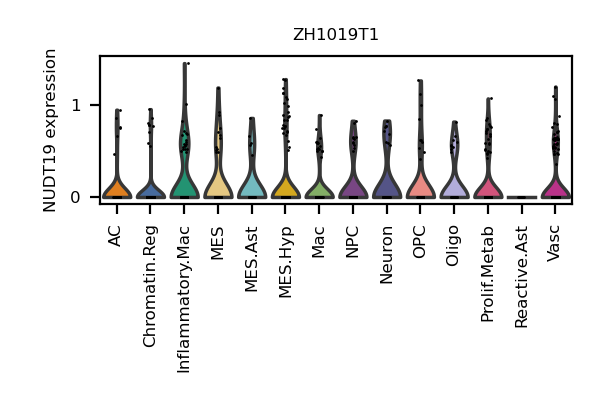 ZH1019T1
NUDT19 expression
1
0
AC
Chromatin.Reg
Inflammatory.Mac
MES
MES.Ast
MES.Hyp
Mac
NPC
Neuron
OPC
Oligo
Prolif.Metab
Reactive.Ast
Vasc